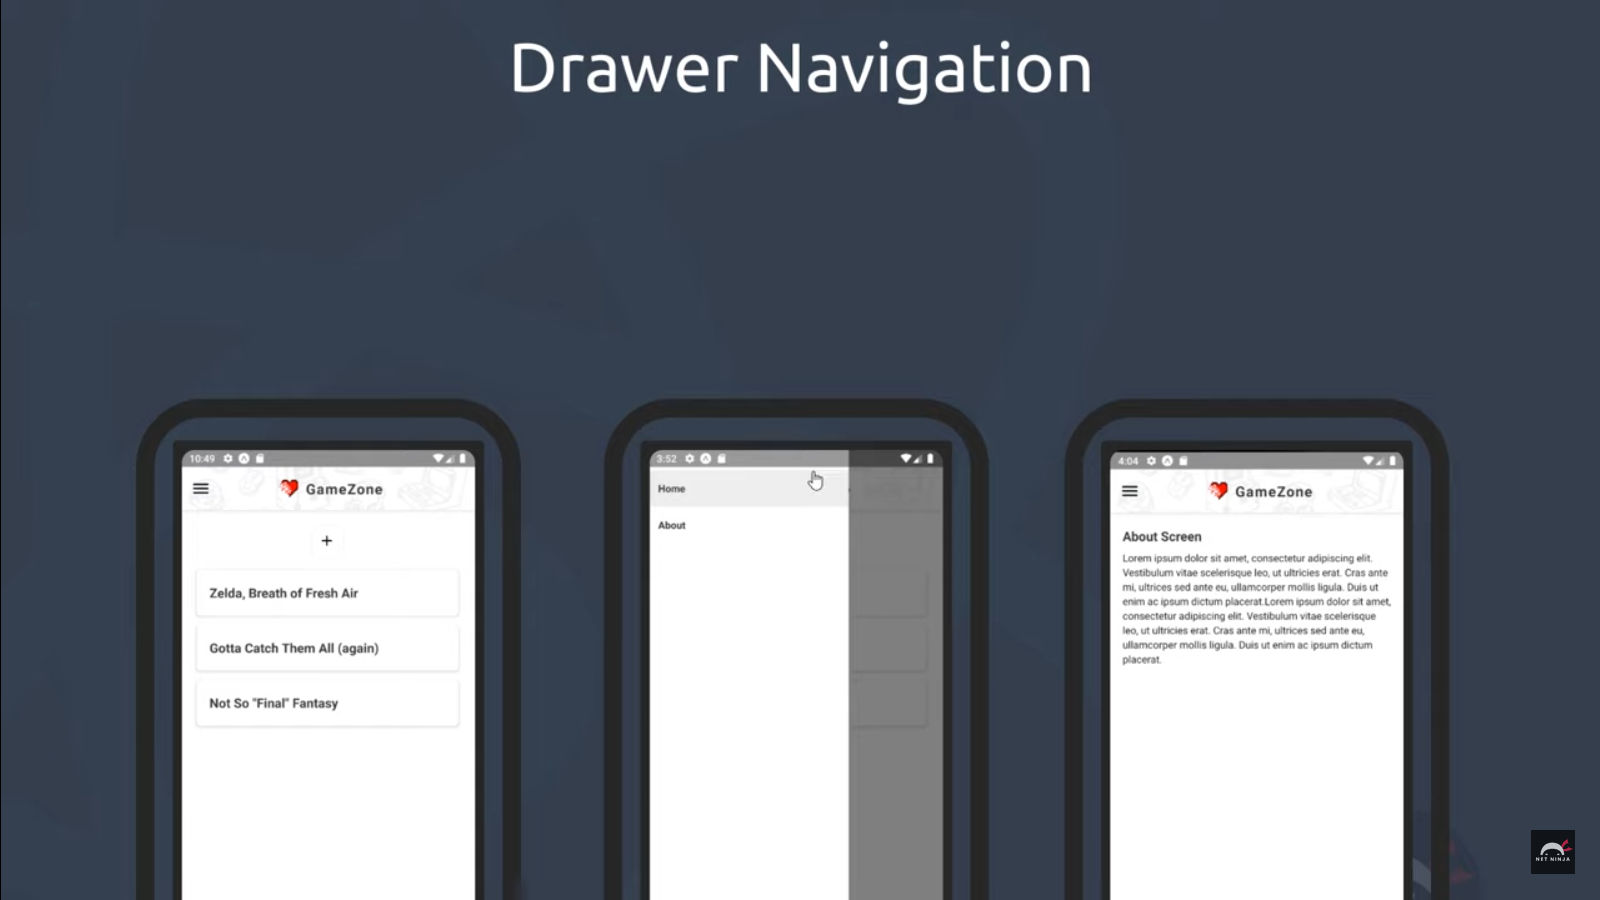 Drawer Navigation
10:49
GameZone
+
Zelda, Breath of Fresh Air
Gotta Catch Them All (again)
Not So "Final" Fantasy
3:52
Home
About
4:04
GameZone
About Screen
Lorem ipsum dolor sit amet, consectetur adipiscing elit.
Vestibulum vitae scelerisque leo, ut ultricies erat. Cras ante
mi, ultrices sed ante eu, ullamcorper mollis ligula. Duis ut
enim ac ipsum dictum placerat.Lorem ipsum dolor sit amet,
consectetur adipiscing elit. Vestibulum vitae scelerisque
leo, ut ultricies erat. Cras ante mi, ultrices sed ante eu,
ullamcorper mollis ligula. Duis ut enim ac ipsum dictum
placerat.
NET NINJA